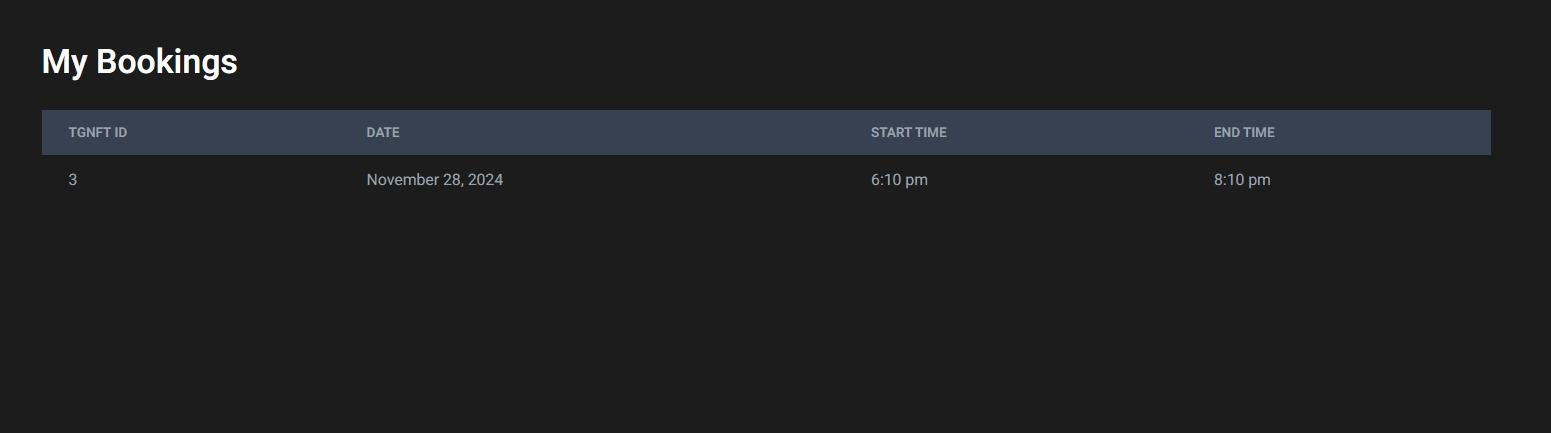 My Bookings
TGNFT ID DATE START TIME END TIME
3 November 28, 2024 6:10 pm 8:10 pm